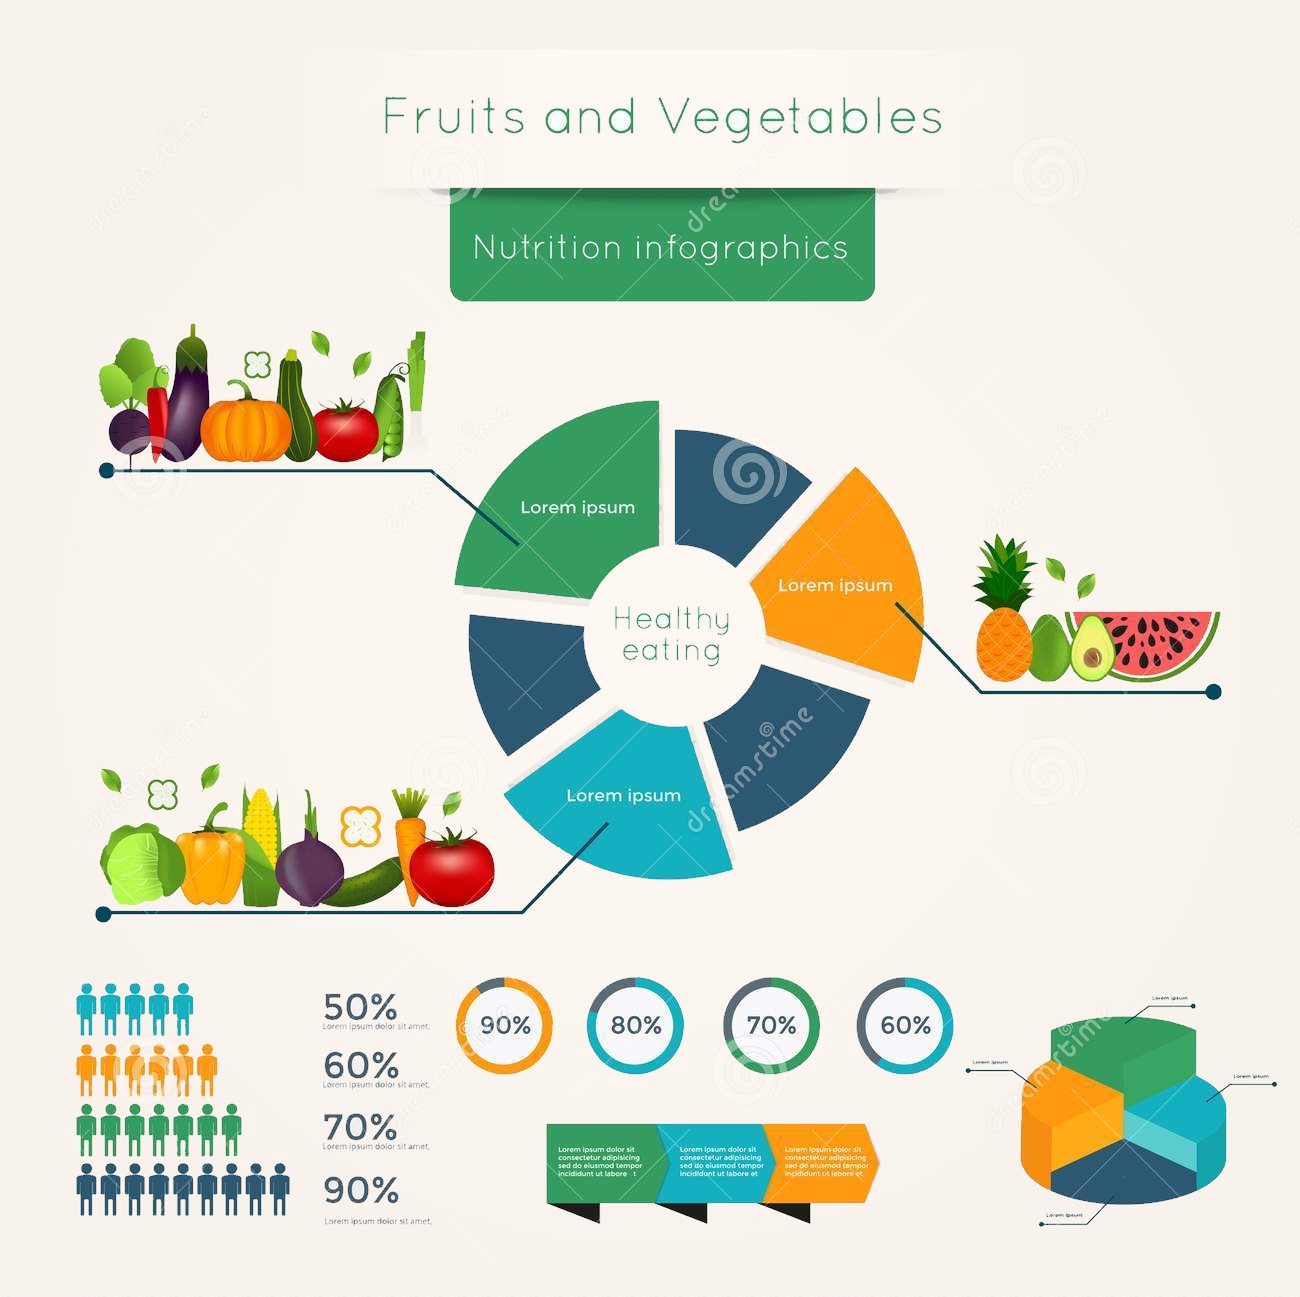 Fruits and Vegetables
Nutrition infographics
Lorem ipsum
Lorem ipsum
Healthy
eating
Lorem ipsum
50%
Lorem ipsum dolor sit amet,
60%
Lorem ipsum dolor sit amet,
70%
Lorem ipsum dolor sit amet,
90%
Lorem ipsum dolor sit amet,
90%
80%
70%
60%
Lorem ipsum dolor sit
consectetur adipisicing
sed do eiusmod tempor
incididunt ut labore t
Lorem ipsum dolor sit
consectetur adipisicing
sed do eiusmod tempor
incididunt ut labore et
Lorem ipsum dolor sit
consectetur adipisicing
sed do eiusmod tempor
incididunt ut labore et
Lorem ipsum
Lorem ipsum
Lorem ipsum
Lorem ipsum
dreamstime
dreamstime
dreamstime
dreamstime